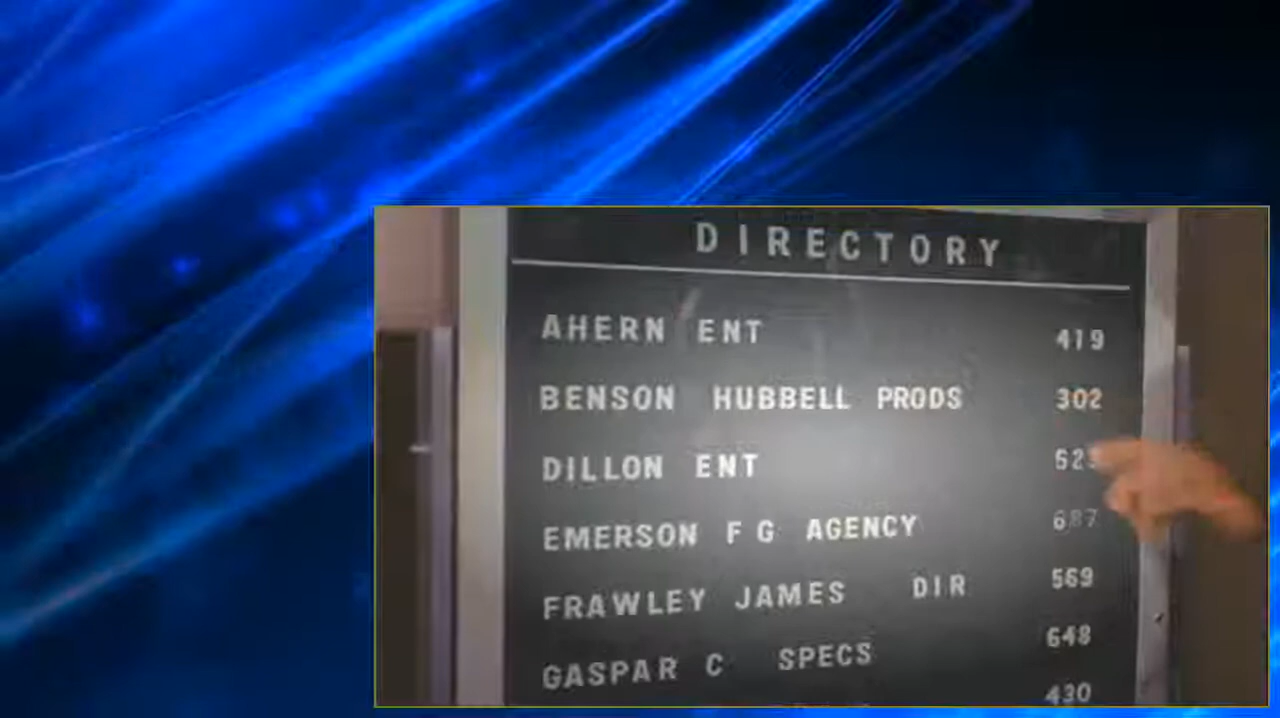 DIRECTORY
AHERN ENT 419
BENSON HUBBELL PRODS 302
DILLON ENT
EMERSON F G AGENCY 687
FRAWLEY JAMES DIR 569
GASPAR C SPECS 648
430